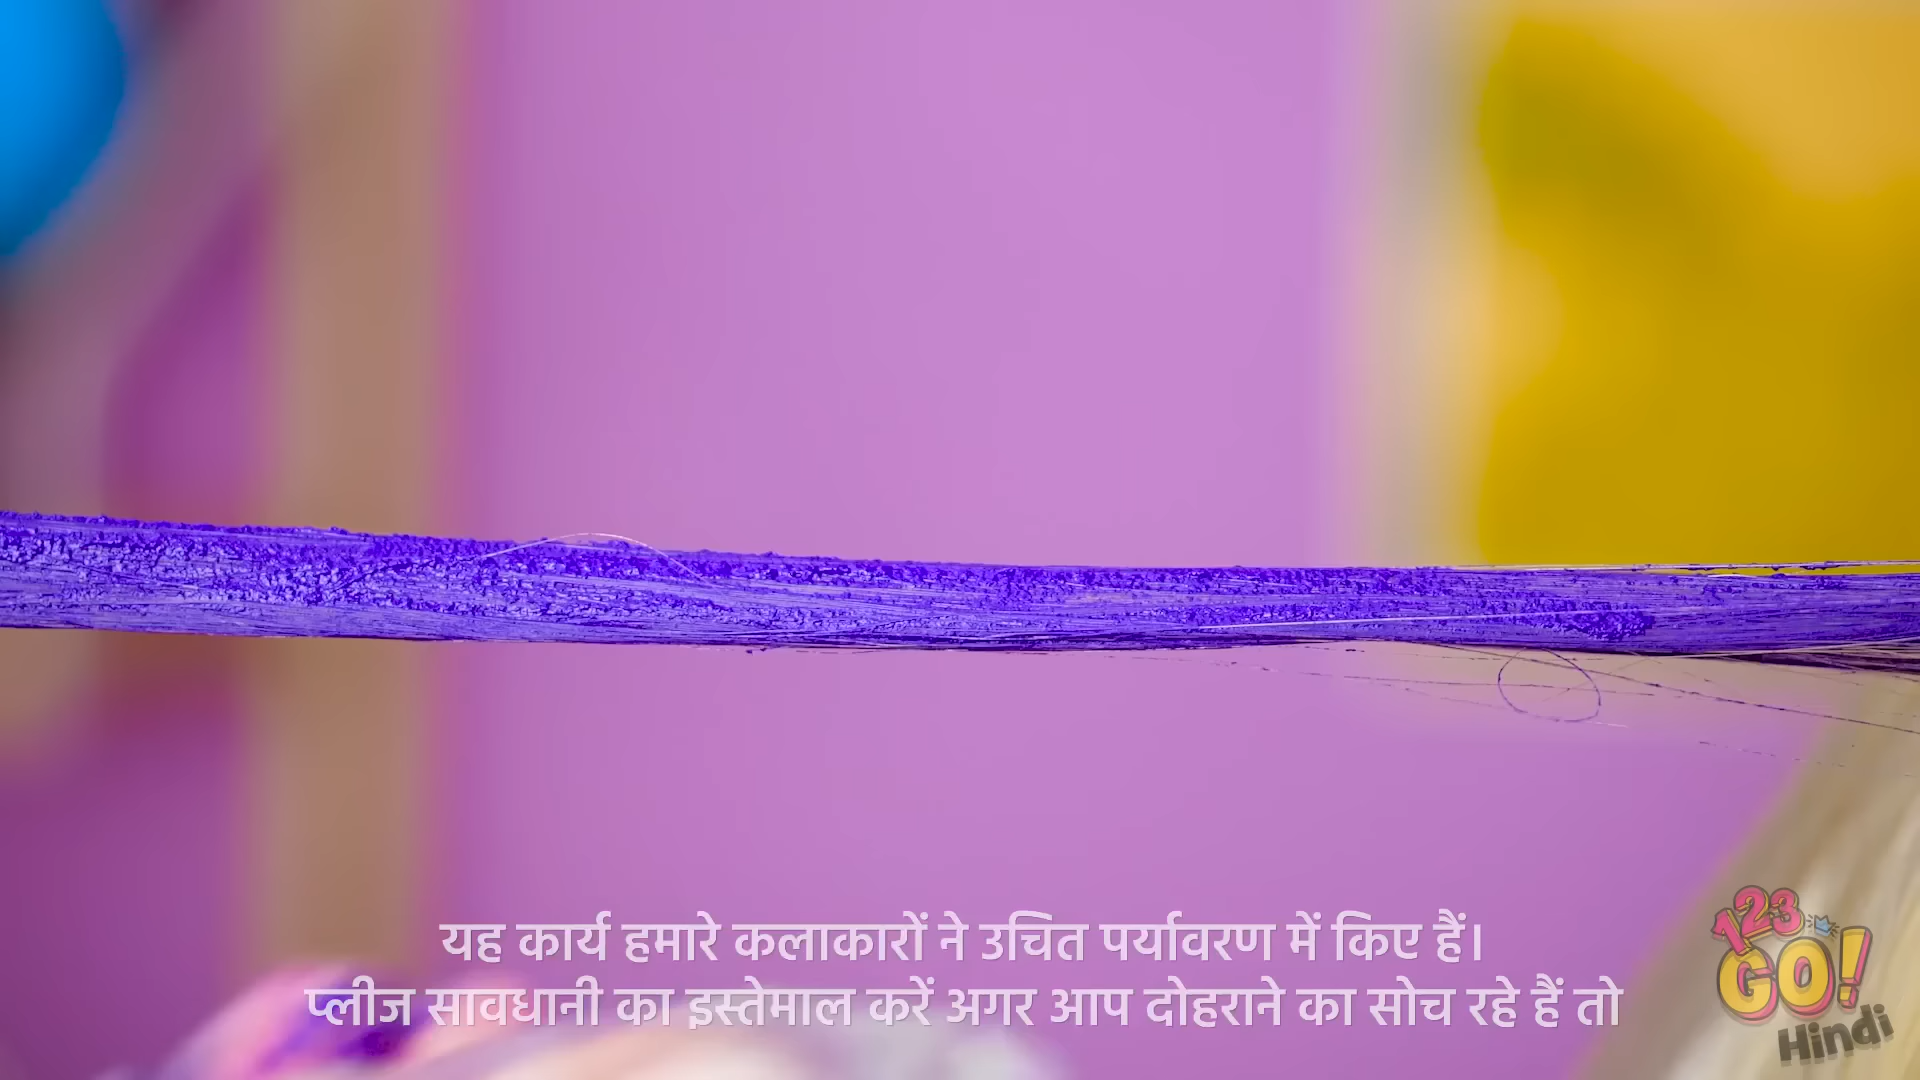 यह कार्य हमारे कलाकारों ने उचित पर्यावरण में किए हैं।
प्लीज सावधानी का इस्तेमाल करें अगर आप दोहराने का सोच रहे हैं तो
123
GO!
Hindi